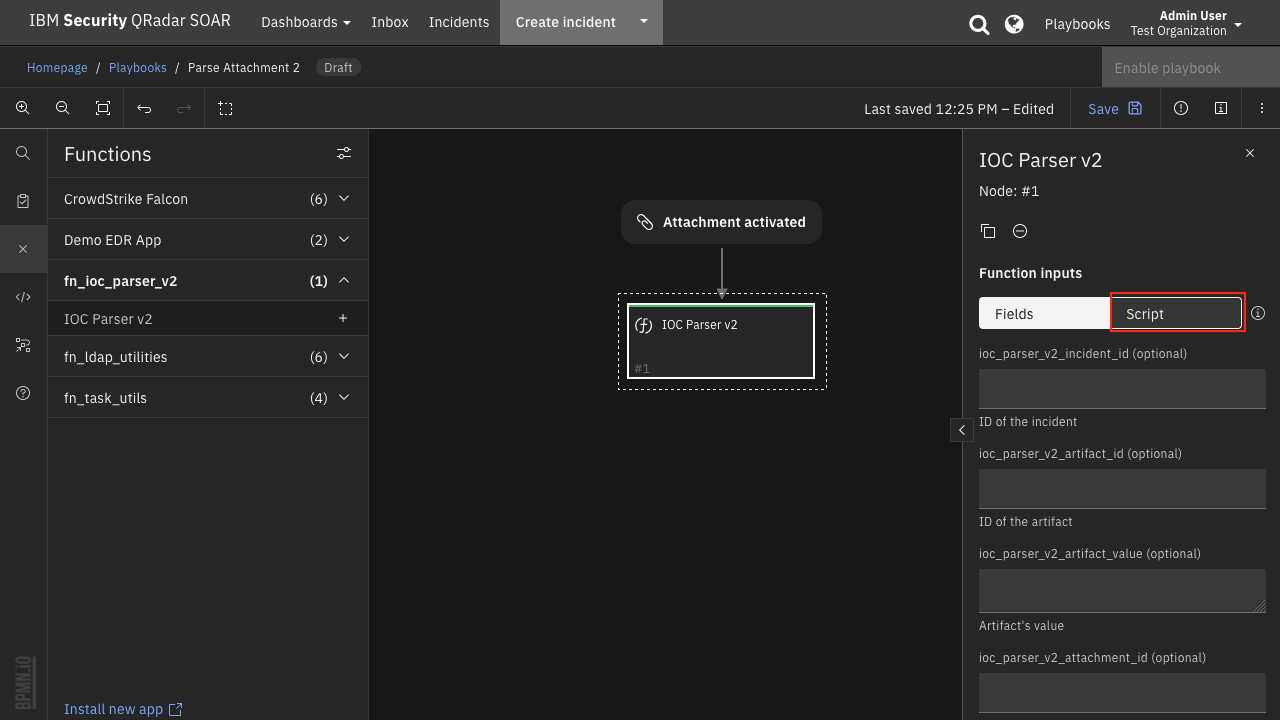 IBM Security QRadar SOAR
Dashboards
Inbox
Incidents
Create incident
Playbooks
Admin User
Test Organization
Homepage / Playbooks / Parse Attachment 2
Draft
Enable playbook
Last saved 12:25 PM – Edited
Save
Functions
CrowdStrike Falcon (6)
Demo EDR App (2)
fn_ioc_parser_v2 (1)
IOC Parser v2 +
fn_ldap_utilities (6)
fn_task_utils (4)
BPMN.iO
Install new app
Attachment activated
IOC Parser v2
#1
IOC Parser v2
Node: #1
Function inputs
Fields
Script
ioc_parser_v2_incident_id (optional)
ID of the incident
ioc_parser_v2_artifact_id (optional)
ID of the artifact
ioc_parser_v2_artifact_value (optional)
Artifact's value
ioc_parser_v2_attachment_id (optional)